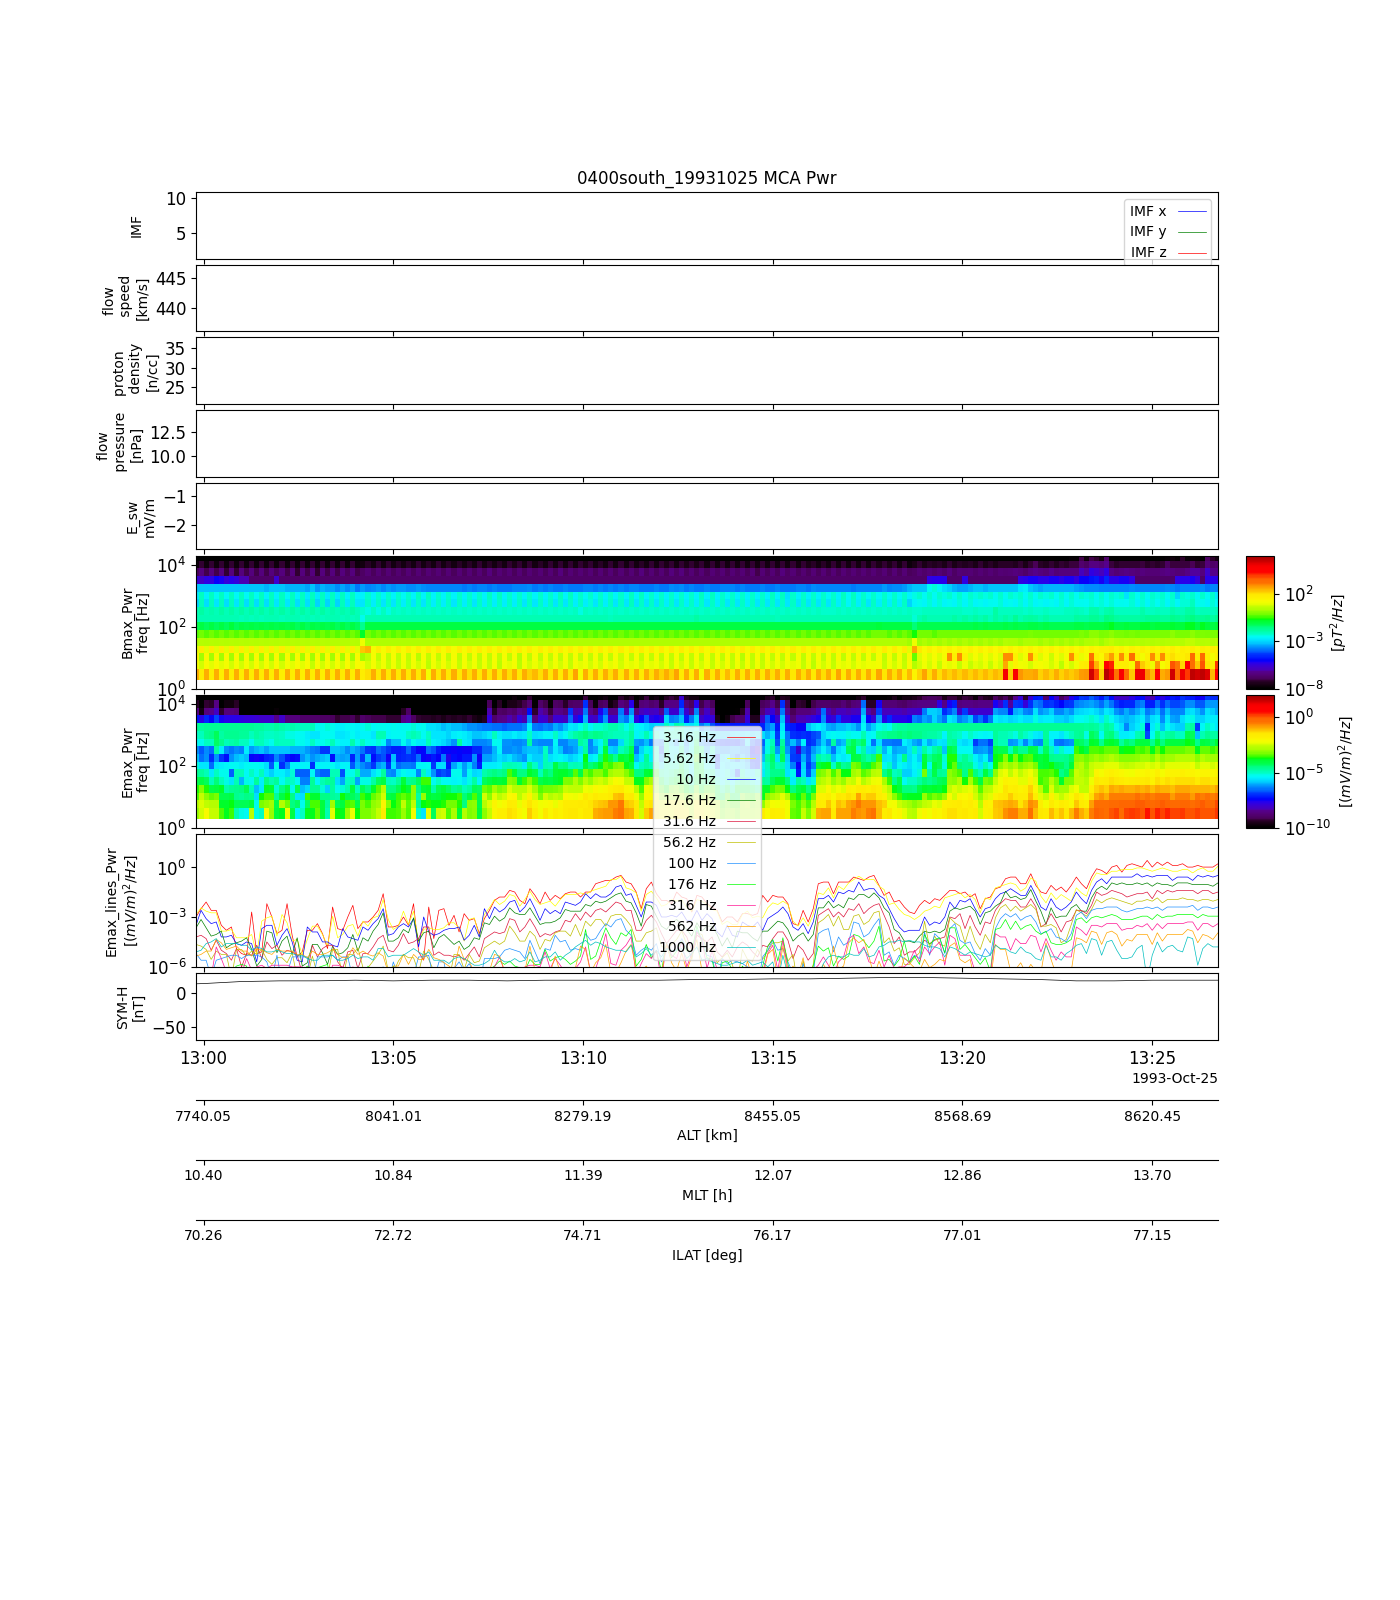 0400south_19931025 MCA Pwr
IMF
10
5
IMF x
IMF y
IMF z
flow
speed
[km/s]
445
440
proton
density
[n/cc]
35
30
25
flow
pressure
[nPa]
12.5
10.0
E_sw
mV/m
−1
−2
Bmax_Pwr
freq [Hz]
10⁴
10²
10⁰
10²
10⁻³
10⁻⁸
[pT²/Hz]
Emax_Pwr
freq [Hz]
10⁴
10²
10⁰
10⁰
10⁻⁵
10⁻¹⁰
[(mV/m)²/Hz]
3.16 Hz
5.62 Hz
10 Hz
17.6 Hz
31.6 Hz
56.2 Hz
100 Hz
176 Hz
316 Hz
562 Hz
1000 Hz
Emax_lines_Pwr
[(mV/m)²/Hz]
10⁰
10⁻³
10⁻⁶
SYM-H
[nT]
0
−50
13:00 13:05 13:10 13:15 13:20 13:25
1993-Oct-25
7740.05 8041.01 8279.19 8455.05 8568.69 8620.45
ALT [km]
10.40 10.84 11.39 12.07 12.86 13.70
MLT [h]
70.26 72.72 74.71 76.17 77.01 77.15
ILAT [deg]